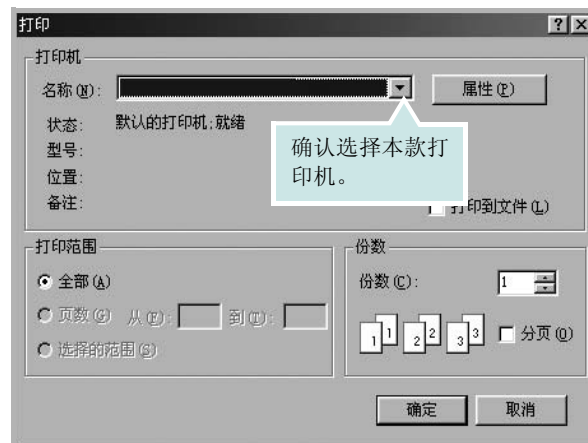 打印
打印机
名称(N):
属性(P)
状态: 默认的打印机;就绪
型号:
位置:
备注:
确认选择本款打
印机。
打印到文件(L)
打印范围
全部(A)
页数(G) 从(F): 到(T):
选择的范围(S)
份数
份数(C): 1
1 1 2 2 3 3
分页(O)
确定
取消